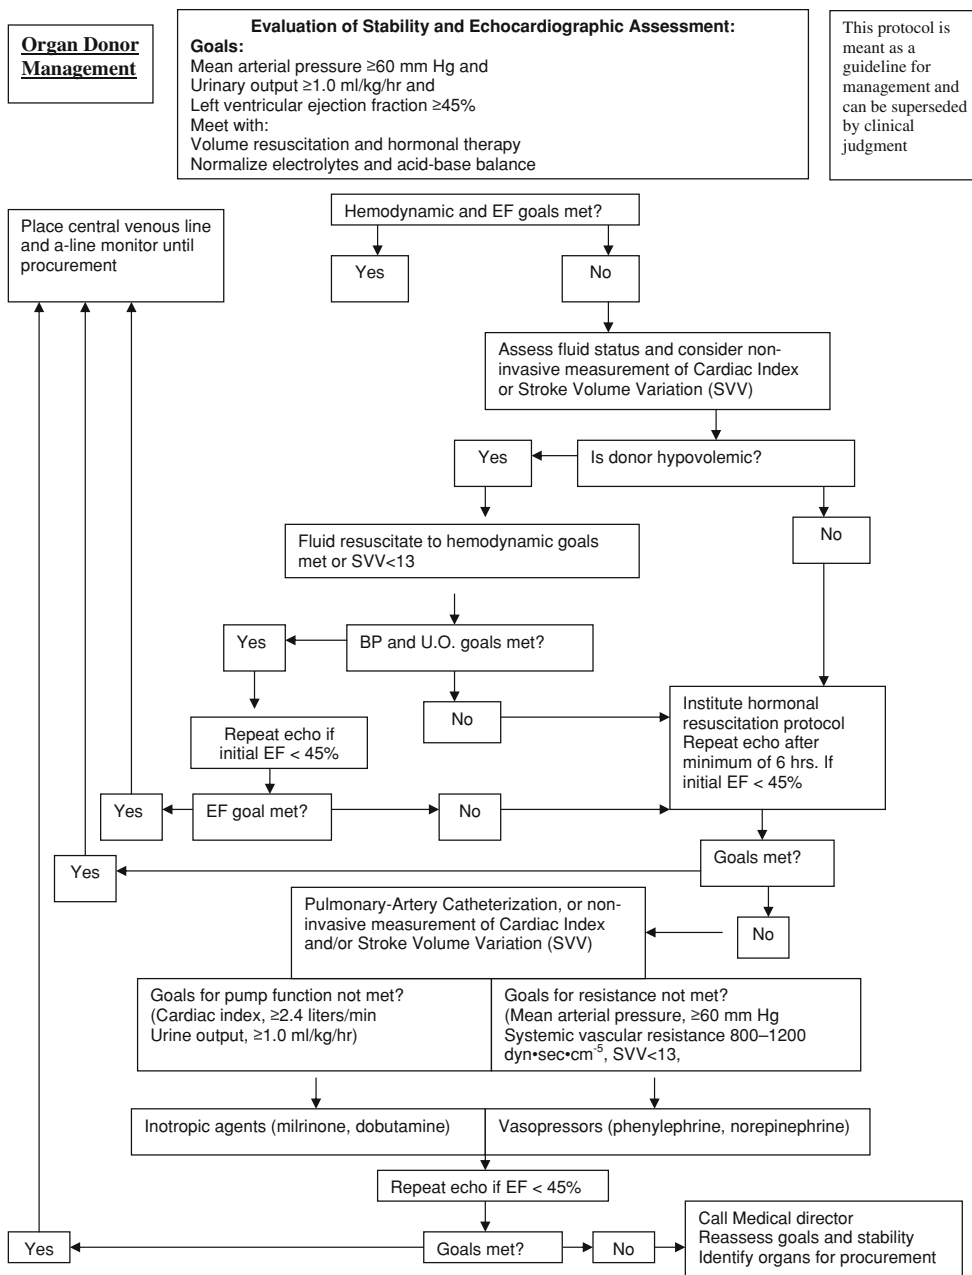 Organ Donor
Management
Evaluation of Stability and Echocardiographic Assessment:
Goals:
Mean arterial pressure ≥60 mm Hg and
Urinary output ≥1.0 ml/kg/hr and
Left ventricular ejection fraction ≥45%
Meet with:
Volume resuscitation and hormonal therapy
Normalize electrolytes and acid-base balance
This protocol is
meant as a
guideline for
management and
can be superseded
by clinical
judgment
Hemodynamic and EF goals met?
Place central venous line
and a-line monitor until
procurement
Yes
No
Assess fluid status and consider non-
invasive measurement of Cardiac Index
or Stroke Volume Variation (SVV)
Yes
Is donor hypovolemic?
No
Fluid resuscitate to hemodynamic goals
met or SVV<13
Yes
BP and U.O. goals met?
No
Institute hormonal
resuscitation protocol
Repeat echo after
minimum of 6 hrs. If
initial EF < 45%
Repeat echo if
initial EF < 45%
Yes
EF goal met?
No
Goals met?
Yes
No
Pulmonary-Artery Catheterization, or non-
invasive measurement of Cardiac Index
and/or Stroke Volume Variation (SVV)
Goals for pump function not met?
(Cardiac index, ≥2.4 liters/min
Urine output, ≥1.0 ml/kg/hr)
Goals for resistance not met?
(Mean arterial pressure, ≥60 mm Hg
Systemic vascular resistance 800–1200
dyn•sec•cm⁻⁵, SVV<13,
Inotropic agents (milrinone, dobutamine)
Vasopressors (phenylephrine, norepinephrine)
Repeat echo if EF < 45%
Yes
Goals met?
No
Call Medical director
Reassess goals and stability
Identify organs for procurement